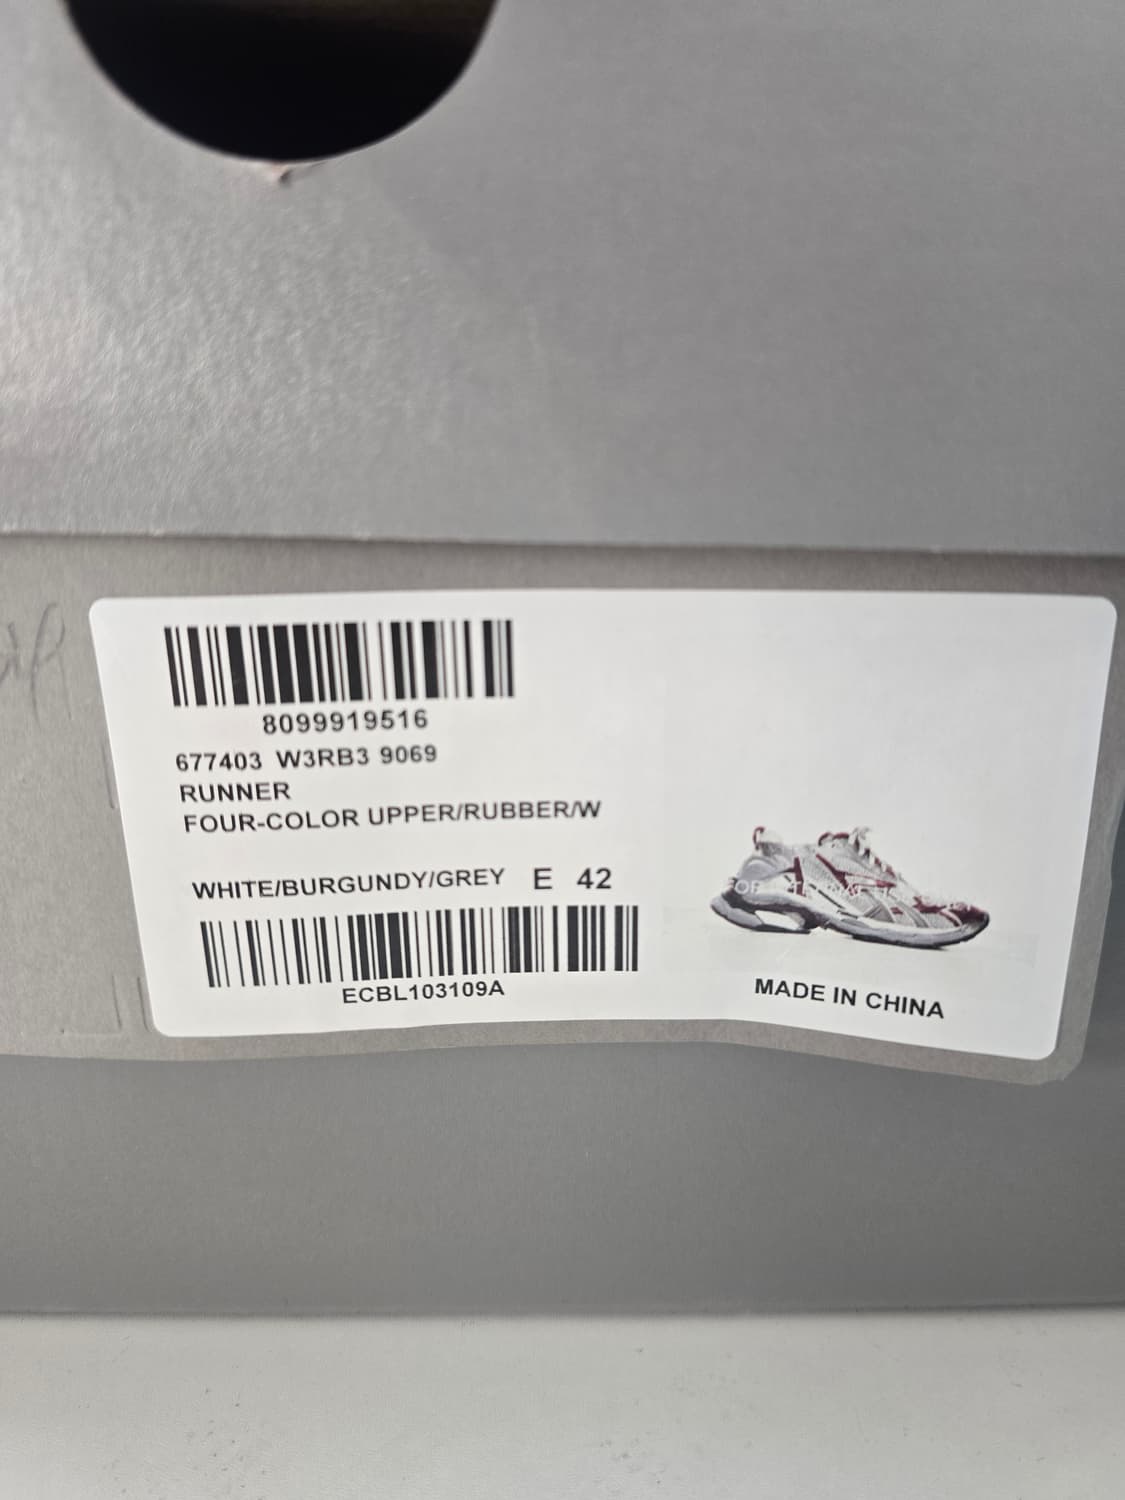 8099919516
677403 W3RB3 9069
RUNNER
FOUR-COLOR UPPER/RUBBER/W
WHITE/BURGUNDY/GREY E 42
ECBL103109A
MADE IN CHINA